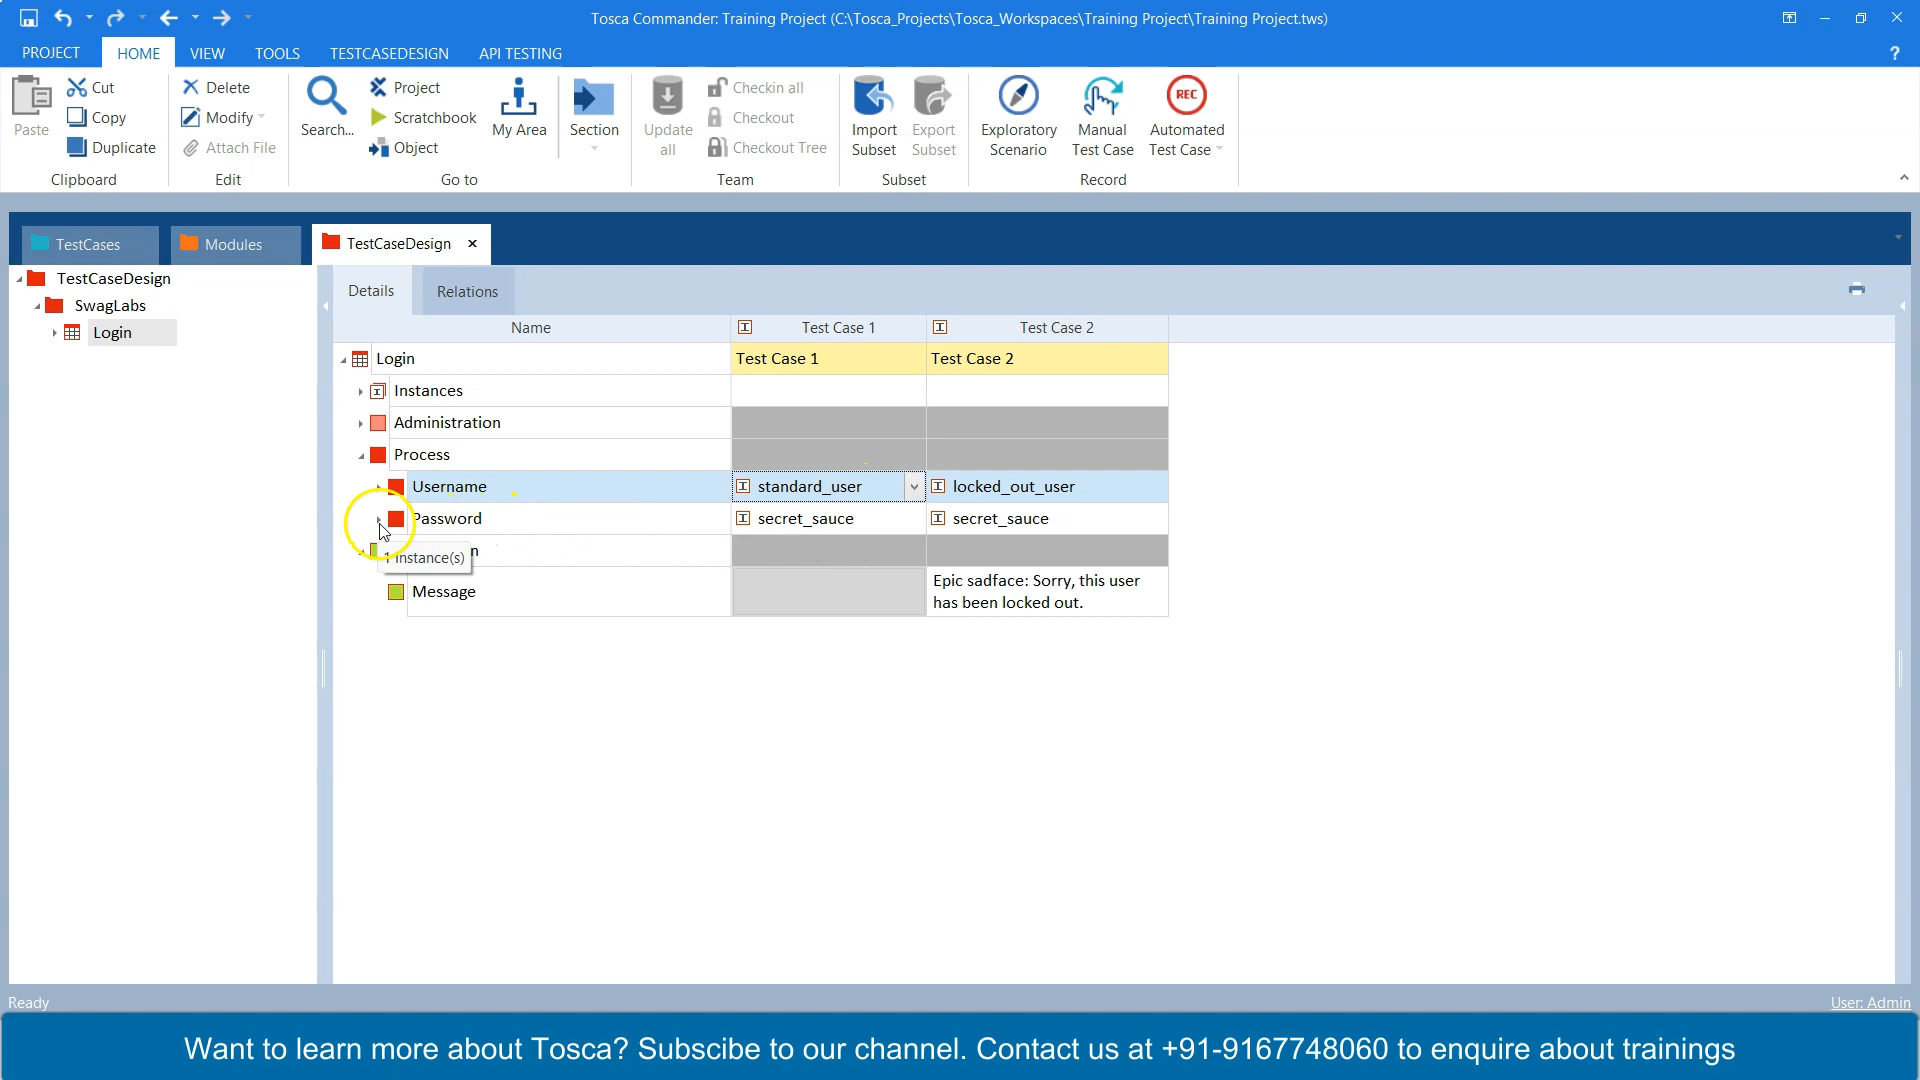 Tosca Commander: Training Project (C:\Tosca_Projects\Tosca_Workspaces\Training Project\Training Project.tws)
PROJECT HOME VIEW TOOLS TESTCASEDESIGN API TESTING ?
Paste
Cut
Copy
Duplicate
Clipboard
Delete
Modify
Attach File
Edit
Search...
Project
Scratchbook
Object
My Area
Go to
Section
Update all
Checkin all
Checkout
Checkout Tree
Team
Import Subset
Export Subset
Subset
Exploratory Scenario
Manual Test Case
REC
Automated Test Case
Record
TestCases Modules TestCaseDesign
TestCaseDesign
SwagLabs
Login
Details Relations
Name Test Case 1 Test Case 2
Login Test Case 1 Test Case 2
Instances
Administration
Process
Username standard_user locked_out_user
Password secret_sauce secret_sauce
1 Instance(s)
Message
Epic sadface: Sorry, this user
has been locked out.
Ready User: Admin
Want to learn more about Tosca? Subscibe to our channel. Contact us at +91-9167748060 to enquire about trainings